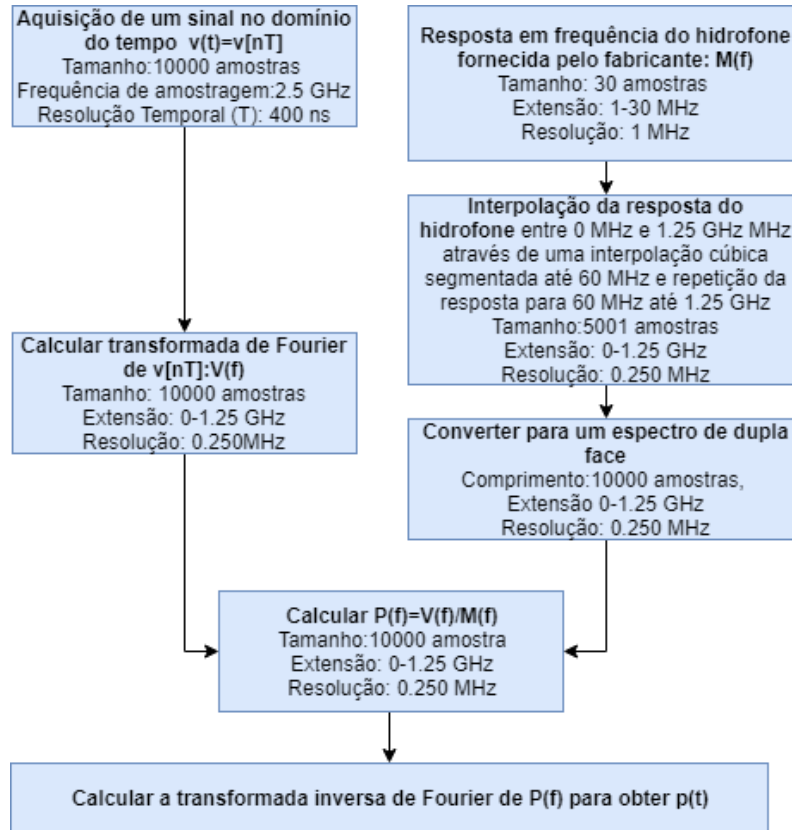 Aquisição de um sinal no domínio
do tempo v(t)=v[nT]
Tamanho:10000 amostras
Frequência de amostragem:2.5 GHz
Resolução Temporal (T): 400 ns
Resposta em frequência do hidrofone
fornecida pelo fabricante: M(f)
Tamanho: 30 amostras
Extensão: 1-30 MHz
Resolução: 1 MHz
Interpolação da resposta do
hidrofone entre 0 MHz e 1.25 GHz MHz
através de uma interpolação cúbica
segmentada até 60 MHz e repetição da
resposta para 60 MHz até 1.25 GHz
Tamanho:5001 amostras
Extensão: 0-1.25 GHz
Resolução: 0.250 MHz
Calcular transformada de Fourier
de v[nT]:V(f)
Tamanho: 10000 amostras
Extensão: 0-1.25 GHz
Resolução: 0.250MHz
Converter para um espectro de dupla
face
Comprimento:10000 amostras,
Extensão 0-1.25 GHz
Resolução: 0.250 MHz
Calcular P(f)=V(f)/M(f)
Tamanho:10000 amostra
Extensão: 0-1.25 GHz
Resolução: 0.250 MHz
Calcular a transformada inversa de Fourier de P(f) para obter p(t)